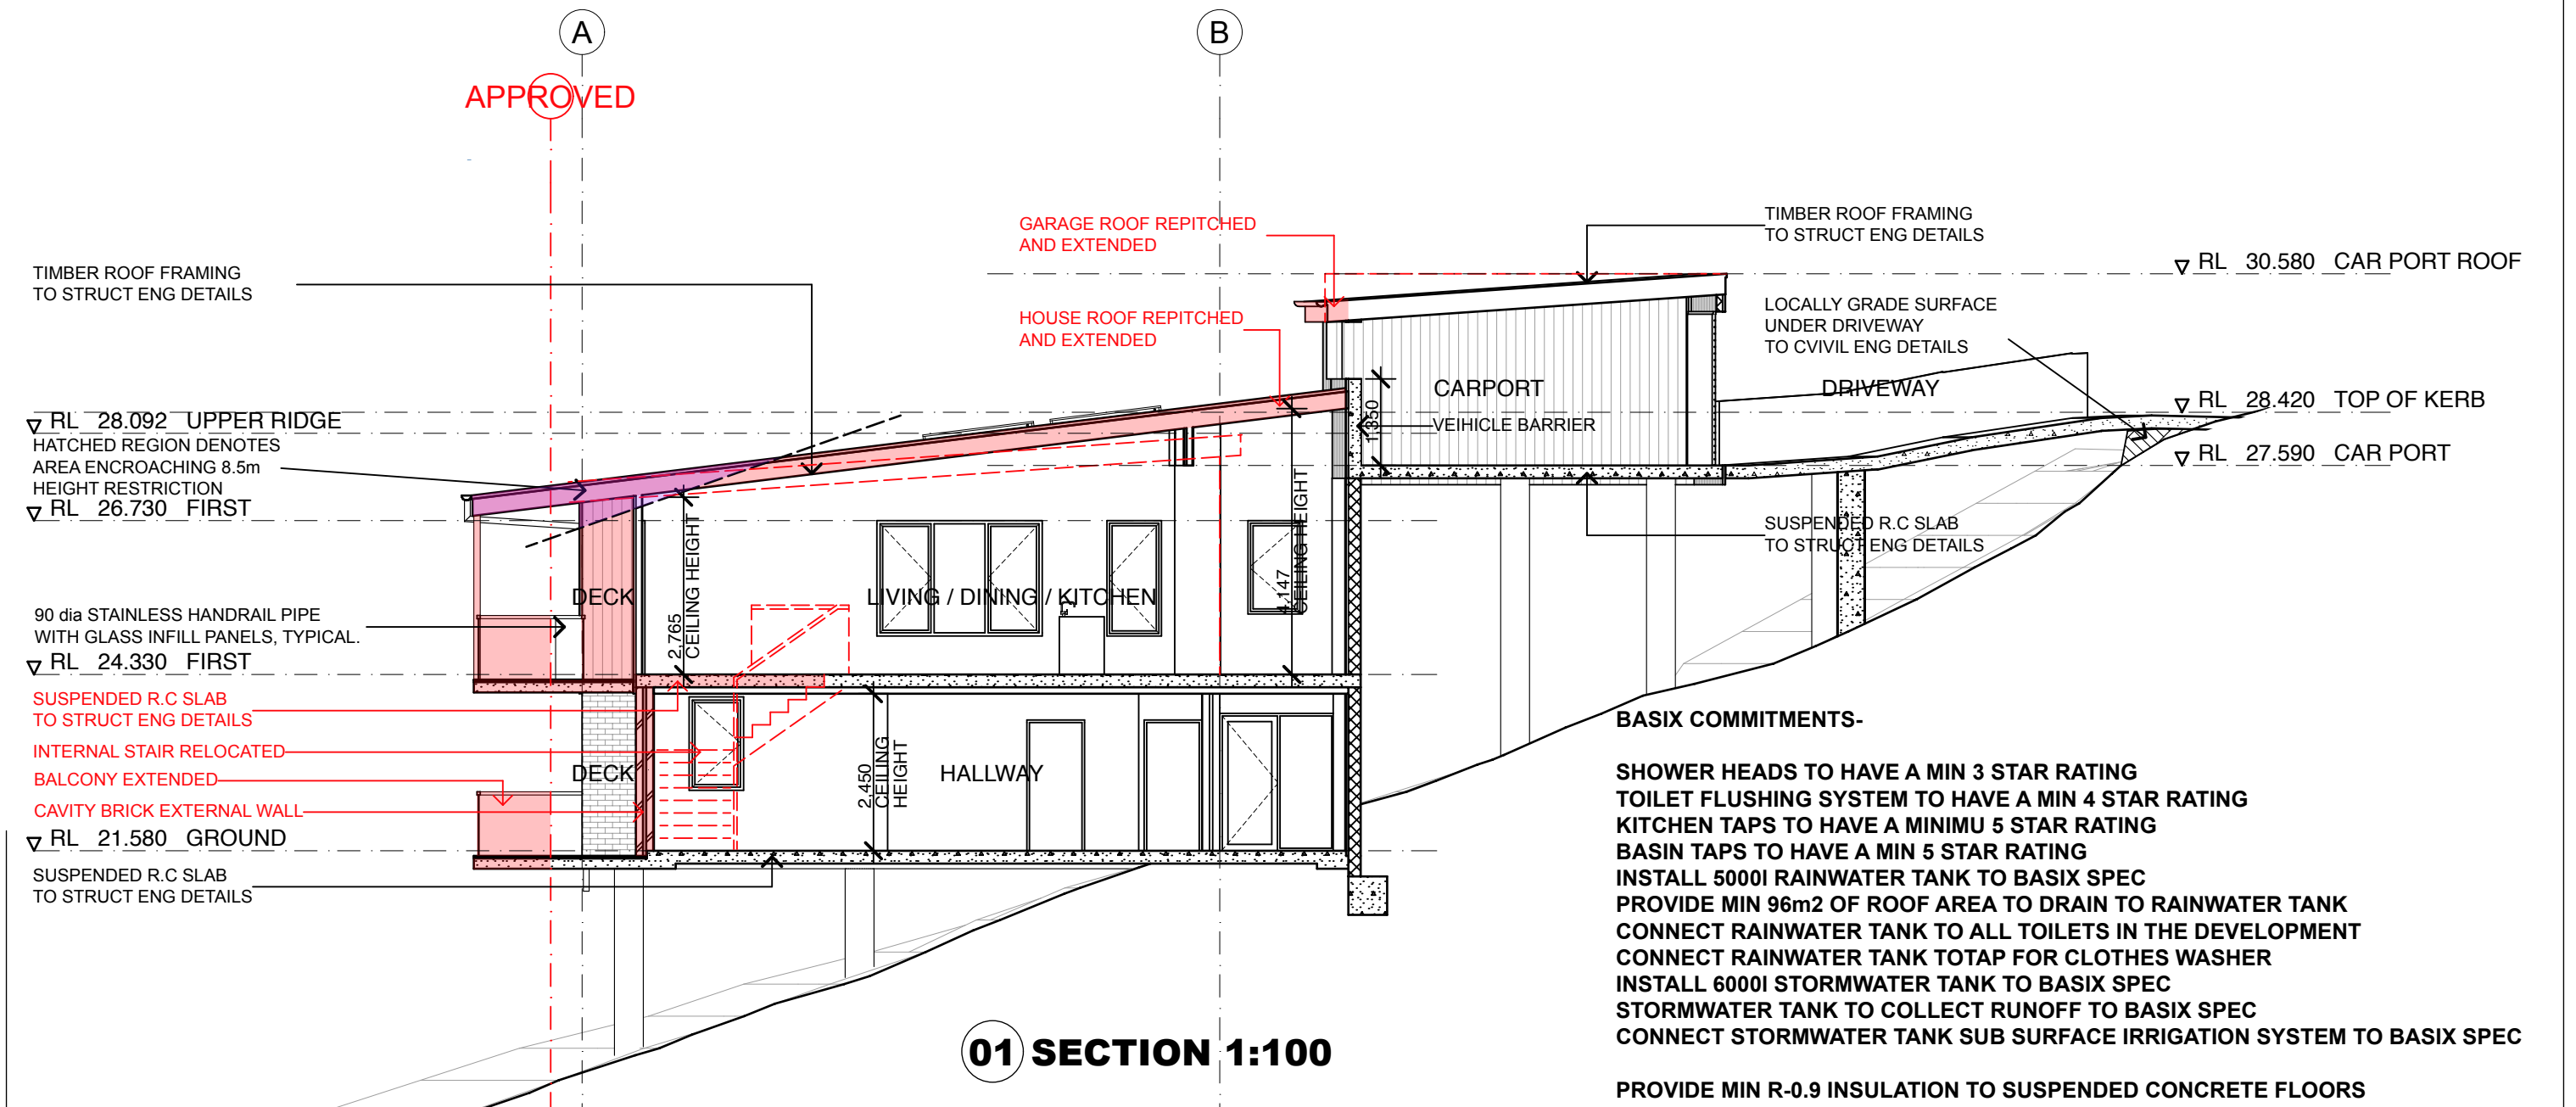 A
B
APPROVED
GARAGE ROOF REPITCHED
AND EXTENDED
TIMBER ROOF FRAMING
TO STRUCT ENG DETAILS
RL 30.580 CAR PORT ROOF
TIMBER ROOF FRAMING
TO STRUCT ENG DETAILS
HOUSE ROOF REPITCHED
AND EXTENDED
LOCALLY GRADE SURFACE
UNDER DRIVEWAY
TO CVIVIL ENG DETAILS
CARPORT
DRIVEWAY
RL 28.420 TOP OF KERB
1,350
VEIHICLE BARRIER
RL 28.092 UPPER RIDGE
HATCHED REGION DENOTES
AREA ENCROACHING 8.5m
HEIGHT RESTRICTION
RL 27.590 CAR PORT
RL 26.730 FIRST
SUSPENDED R.C SLAB
TO STRUCT ENG DETAILS
DECK
2,765
CEILING HEIGHT
LIVING / DINING / KITCHEN
4,147
CEILING HEIGHT
90 dia STAINLESS HANDRAIL PIPE
WITH GLASS INFILL PANELS, TYPICAL.
RL 24.330 FIRST
SUSPENDED R.C SLAB
TO STRUCT ENG DETAILS
INTERNAL STAIR RELOCATED
BALCONY EXTENDED
CAVITY BRICK EXTERNAL WALL
DECK
2,450
CEILING
HEIGHT
HALLWAY
RL 21.580 GROUND
SUSPENDED R.C SLAB
TO STRUCT ENG DETAILS
01 SECTION 1:100
BASIX COMMITMENTS-
SHOWER HEADS TO HAVE A MIN 3 STAR RATING
TOILET FLUSHING SYSTEM TO HAVE A MIN 4 STAR RATING
KITCHEN TAPS TO HAVE A MINIMU 5 STAR RATING
BASIN TAPS TO HAVE A MIN 5 STAR RATING
INSTALL 5000l RAINWATER TANK TO BASIX SPEC
PROVIDE MIN 96m2 OF ROOF AREA TO DRAIN TO RAINWATER TANK
CONNECT RAINWATER TANK TO ALL TOILETS IN THE DEVELOPMENT
CONNECT RAINWATER TANK TOTAP FOR CLOTHES WASHER
INSTALL 6000l STORMWATER TANK TO BASIX SPEC
STORMWATER TANK TO COLLECT RUNOFF TO BASIX SPEC
CONNECT STORMWATER TANK SUB SURFACE IRRIGATION SYSTEM TO BASIX SPEC
PROVIDE MIN R-0.9 INSULATION TO SUSPENDED CONCRETE FLOORS